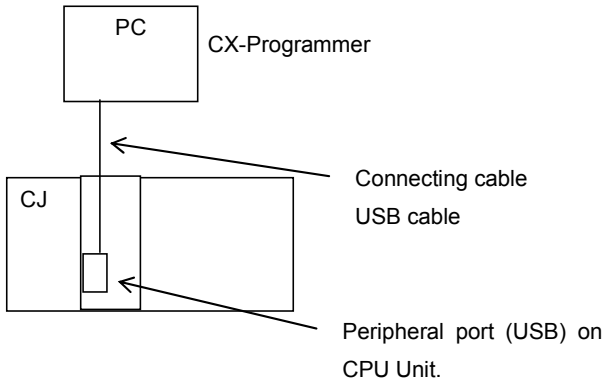 PC
CX-Programmer
Connecting cable
USB cable
CJ
Peripheral port (USB) on
CPU Unit.